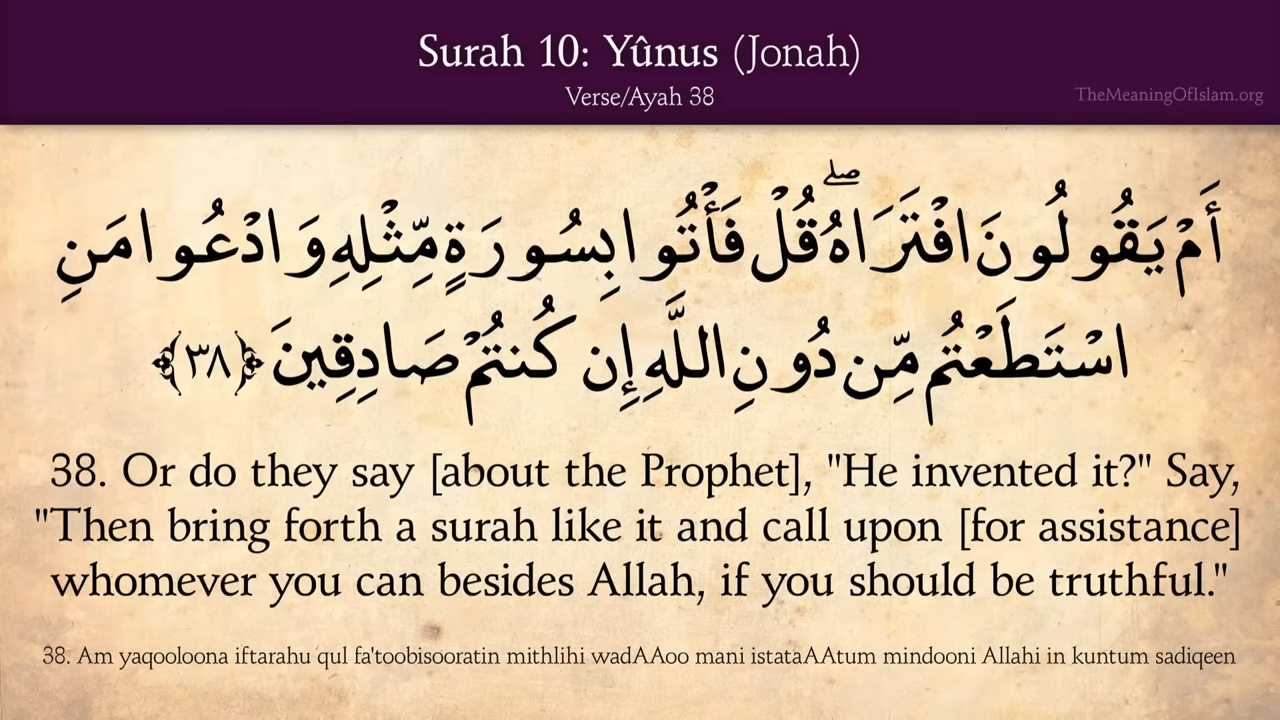 Surah 10: Yûnus (Jonah)
Verse/Ayah 38
TheMeaningOfIslam.org
أَمْ يَقُولُونَ افْتَرَاهُ ۖ قُلْ فَأْتُوا بِسُورَةٍ مِّثْلِهِ وَادْعُوا مَنِ
اسْتَطَعْتُم مِّن دُونِ اللَّهِ إِن كُنتُمْ صَادِقِينَ ﴿٣٨﴾
38. Or do they say [about the Prophet], "He invented it?" Say,
"Then bring forth a surah like it and call upon [for assistance]
whomever you can besides Allah, if you should be truthful."
38. Am yaqooloona iftarahu qul fa'toobisooratin mithlihi wadAAoo mani istataAAtum mindooni Allahi in kuntum sadiqeen